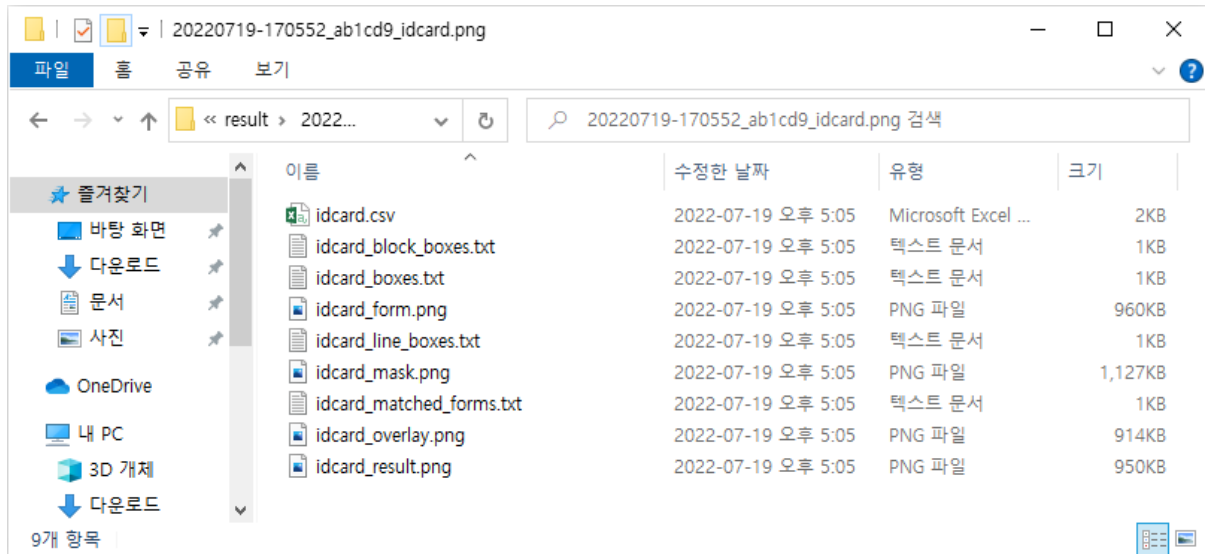 20220719-170552_ab1cd9_idcard.png
파일 홈 공유 보기
« result › 2022... 20220719-170552_ab1cd9_idcard.png 검색
이름 수정한 날짜 유형 크기
즐겨찾기
바탕 화면
다운로드
문서
사진
OneDrive
내 PC
3D 개체
다운로드
idcard.csv 2022-07-19 오후 5:05 Microsoft Excel ... 2KB
idcard_block_boxes.txt 2022-07-19 오후 5:05 텍스트 문서 1KB
idcard_boxes.txt 2022-07-19 오후 5:05 텍스트 문서 1KB
idcard_form.png 2022-07-19 오후 5:05 PNG 파일 960KB
idcard_line_boxes.txt 2022-07-19 오후 5:05 텍스트 문서 1KB
idcard_mask.png 2022-07-19 오후 5:05 PNG 파일 1,127KB
idcard_matched_forms.txt 2022-07-19 오후 5:05 텍스트 문서 1KB
idcard_overlay.png 2022-07-19 오후 5:05 PNG 파일 914KB
idcard_result.png 2022-07-19 오후 5:05 PNG 파일 950KB
9개 항목